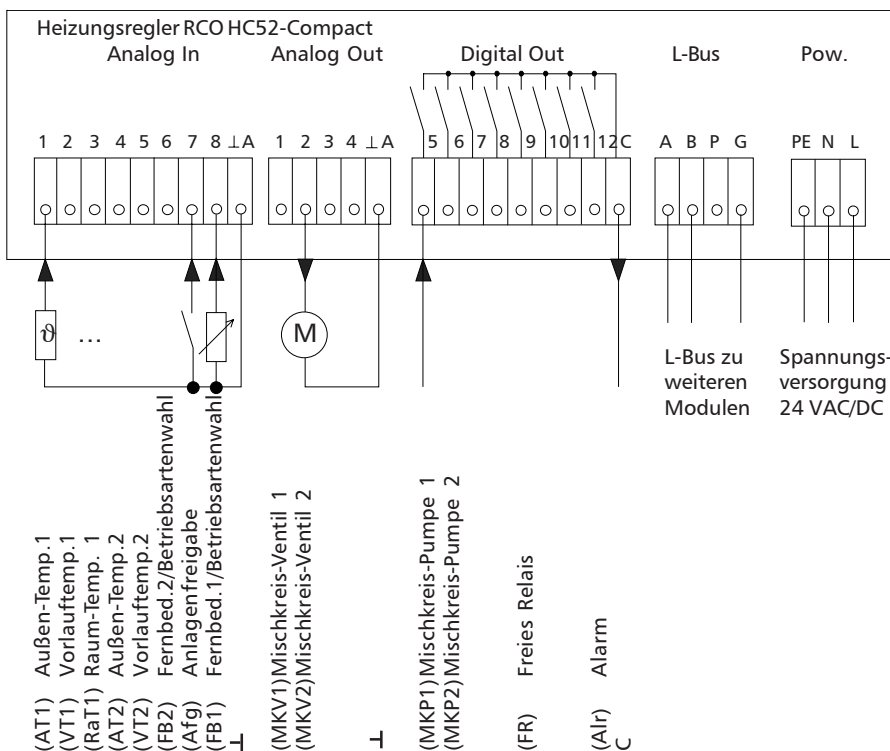 Heizungsregler RCO HC52-Compact
Analog In Analog Out Digital Out L-Bus Pow.
1 2 3 4 5 6 7 8 ⊥ A 1 2 3 4 ⊥ A 5 6 7 8 9 10 11 12 C A B P G PE N L
ϑ ... M
L-Bus zu
weiteren
Modulen
Spannungs-
versorgung
24 VAC/DC
(AT1) Außen-Temp.1
(VT1) Vorlauftemp.1
(RaT1) Raum-Temp. 1
(AT2) Außen-Temp.2
(VT2) Vorlauftemp.2
(FB2) Fernbed.2/Betriebsartenwahl
(Afg) Anlagenfreigabe
(FB1) Fernbed.1/Betriebsartenwahl
⊥
(MKV1) Mischkreis-Ventil 1
(MKV2) Mischkreis-Ventil 2
⊥
(MKP1) Mischkreis-Pumpe 1
(MKP2) Mischkreis-Pumpe 2
(FR) Freies Relais
(Alr) Alarm
C